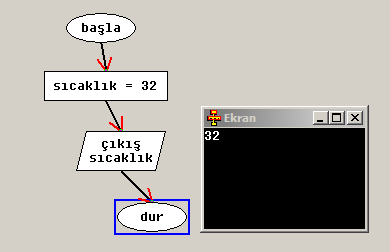 başla
sıcaklık = 32
çıkış
sıcaklık
dur
Ekran
32